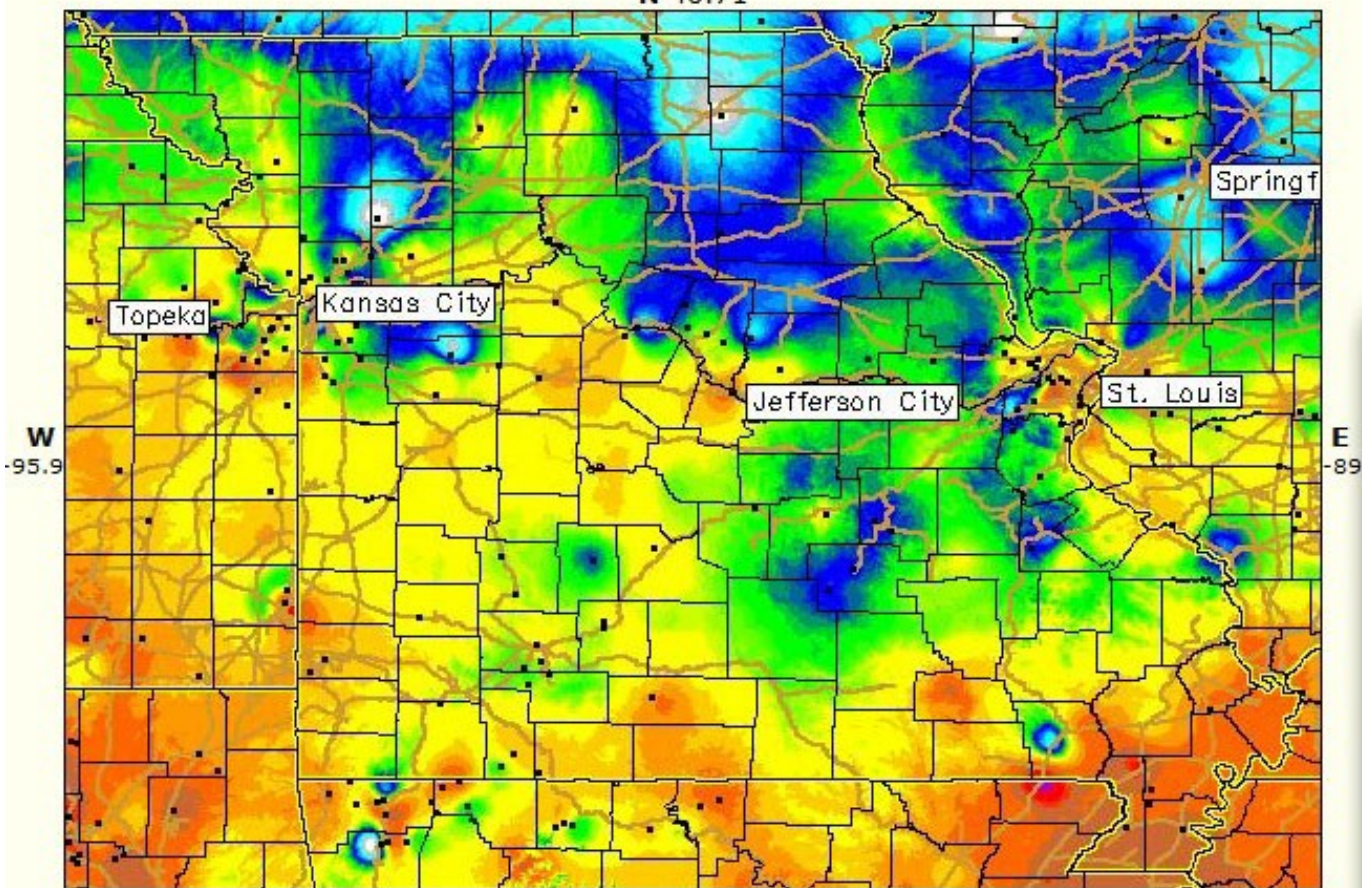 Springf
Topeka
Kansas City
Jefferson City
St. Louis
W
-95.9
E
-89